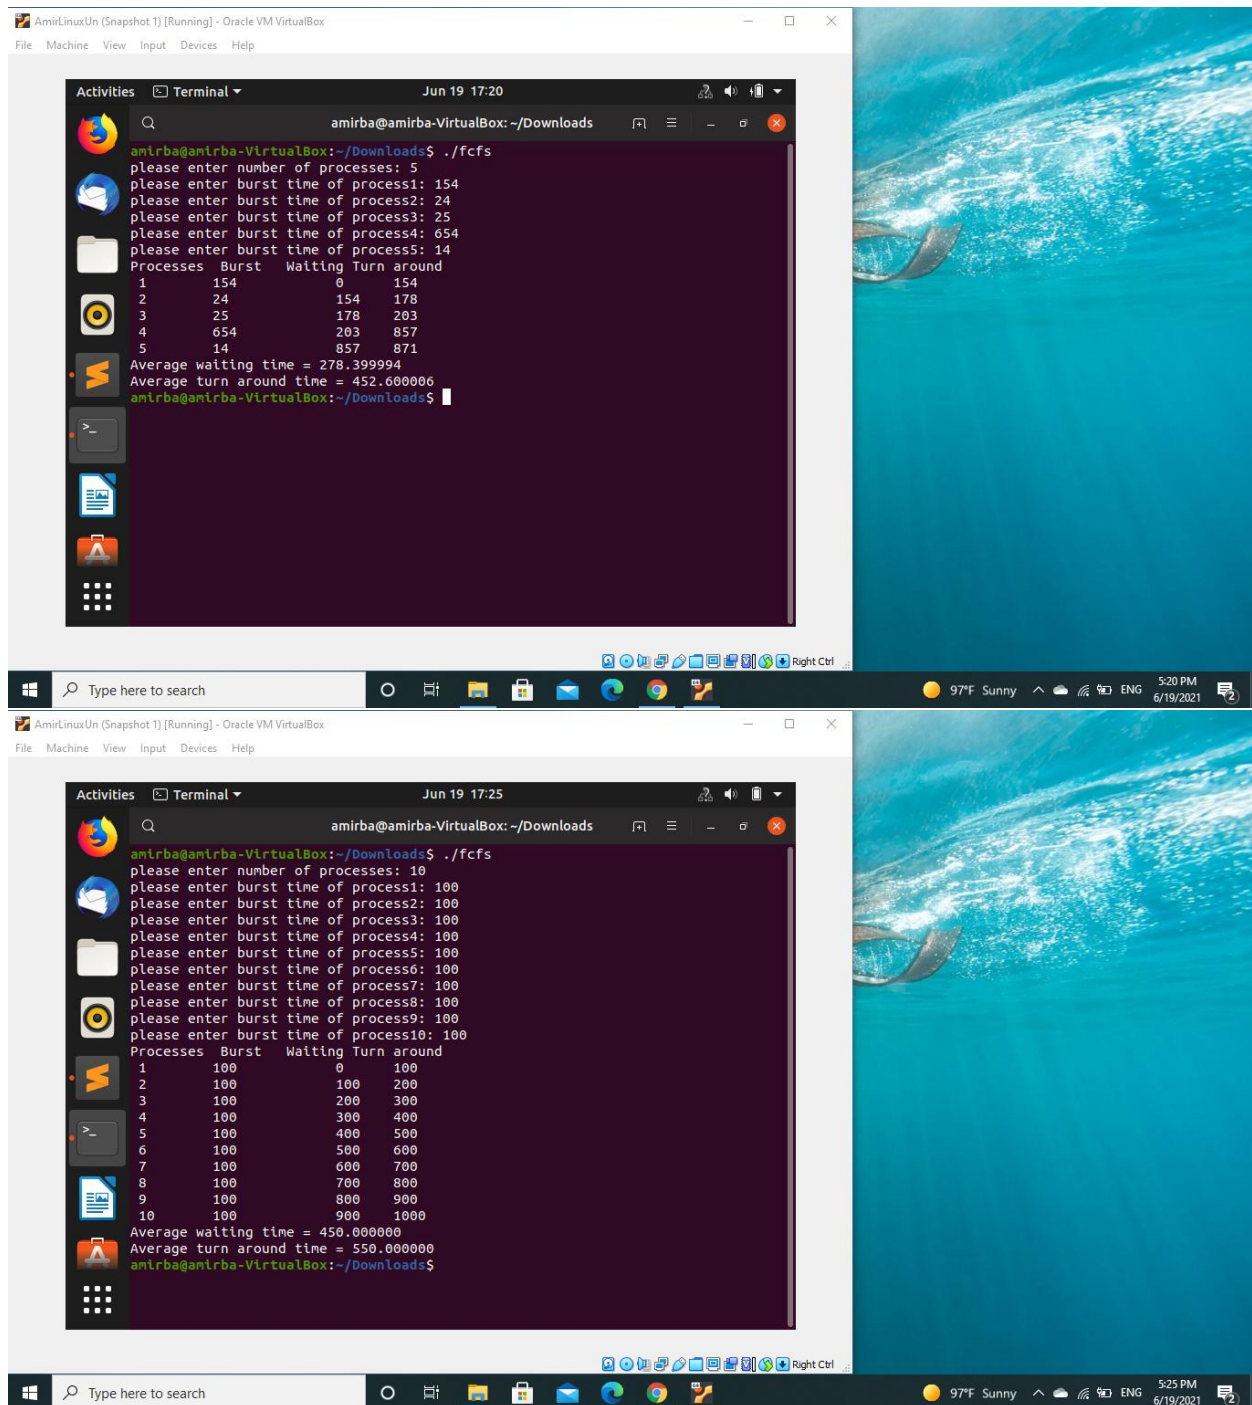 AmirLinuxUn (Snapshot 1) [Running] - Oracle VM VirtualBox
File Machine View Input Devices Help
Activities Terminal Jun 19 17:20
amirba@amirba-VirtualBox: ~/Downloads
amirba@amirba-VirtualBox:~/Downloads$ ./fcfs
please enter number of processes: 5
please enter burst time of process1: 154
please enter burst time of process2: 24
please enter burst time of process3: 25
please enter burst time of process4: 654
please enter burst time of process5: 14
Processes Burst Waiting Turn around
1 154 0 154
2 24 154 178
3 25 178 203
4 654 203 857
5 14 857 871
Average waiting time = 278.399994
Average turn around time = 452.600006
amirba@amirba-VirtualBox:~/Downloads$
Right Ctrl
Type here to search 97°F Sunny ENG 5:20 PM
6/19/2021
2
AmirLinuxUn (Snapshot 1) [Running] - Oracle VM VirtualBox
File Machine View Input Devices Help
Activities Terminal Jun 19 17:25
amirba@amirba-VirtualBox: ~/Downloads
amirba@amirba-VirtualBox:~/Downloads$ ./fcfs
please enter number of processes: 10
please enter burst time of process1: 100
please enter burst time of process2: 100
please enter burst time of process3: 100
please enter burst time of process4: 100
please enter burst time of process5: 100
please enter burst time of process6: 100
please enter burst time of process7: 100
please enter burst time of process8: 100
please enter burst time of process9: 100
please enter burst time of process10: 100
Processes Burst Waiting Turn around
1 100 0 100
2 100 100 200
3 100 200 300
4 100 300 400
5 100 400 500
6 100 500 600
7 100 600 700
8 100 700 800
9 100 800 900
10 100 900 1000
Average waiting time = 450.000000
Average turn around time = 550.000000
amirba@amirba-VirtualBox:~/Downloads$
Right Ctrl
Type here to search 97°F Sunny ENG 5:25 PM
6/19/2021
2